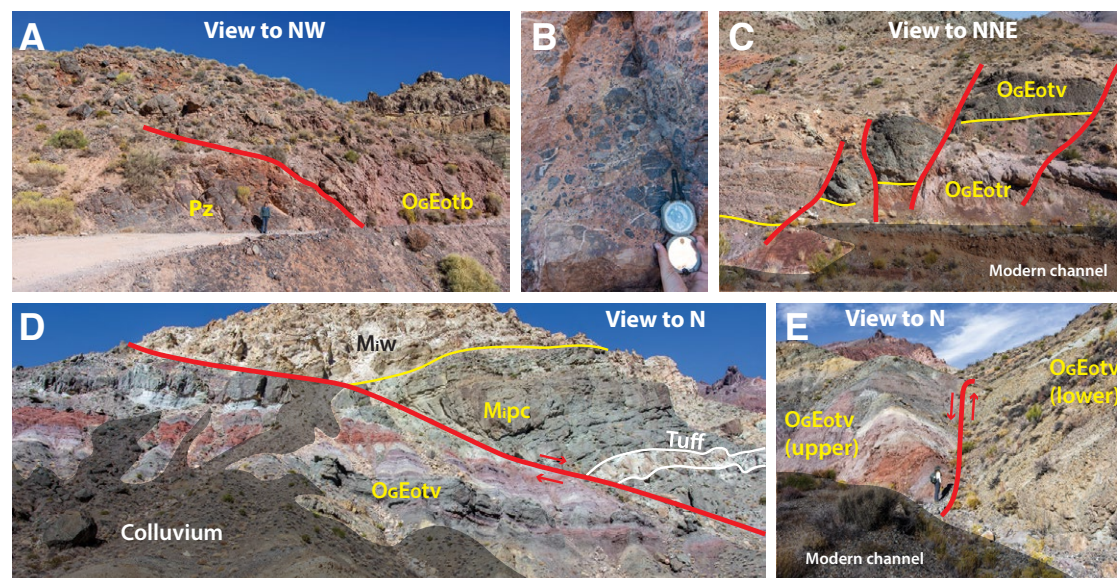 A
View to NW
Pz
OGEotb
B
C
View to NNE
OGEotv
OGEotr
Modern channel
D
View to N
Miw
Mipc
Tuff
OGEotv
Colluvium
E
View to N
OGEotv
(upper)
OGEotv
(lower)
Modern channel